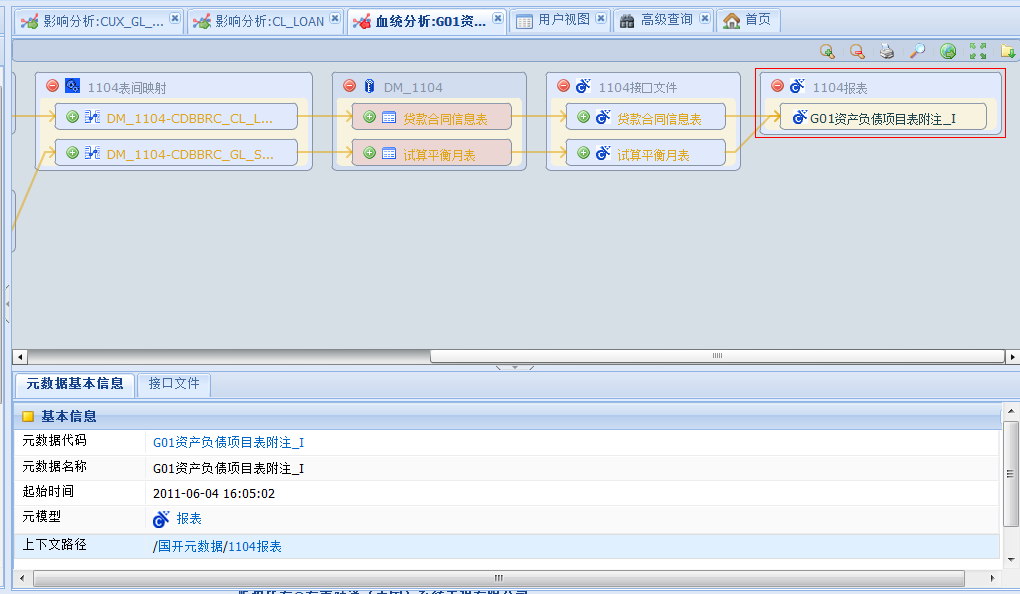 影响分析:CUX_GL_... 影响分析:CL_LOAN 血统分析:G01资... 用户视图 高级查询 首页
1104表间映射 DM_1104 1104接口文件 1104报表
DM_1104-CDBBRC_CL_L... 贷款合同信息表 贷款合同信息表 G01资产负债项目表附注_I
DM_1104-CDBBRC_GL_S... 试算平衡月表 试算平衡月表
元数据基本信息 接口文件
基本信息
元数据代码 G01资产负债项目表附注_I
元数据名称 G01资产负债项目表附注_I
起始时间 2011-06-04 16:05:02
元模型 报表
上下文路径 /国开元数据/1104报表